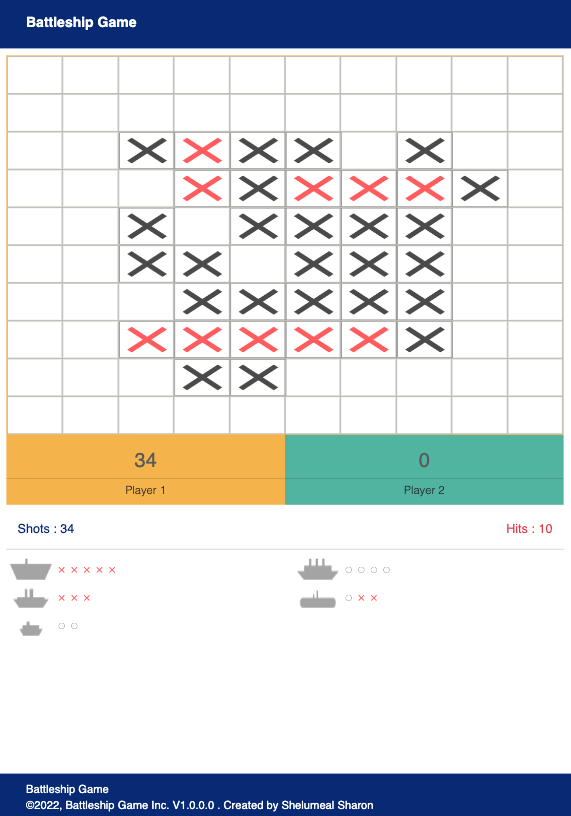 Battleship Game
34
0
Player 1
Player 2
Shots : 34
Hits : 10
Battleship Game
©2022, Battleship Game Inc. V1.0.0.0 . Created by Shelumeal Sharon